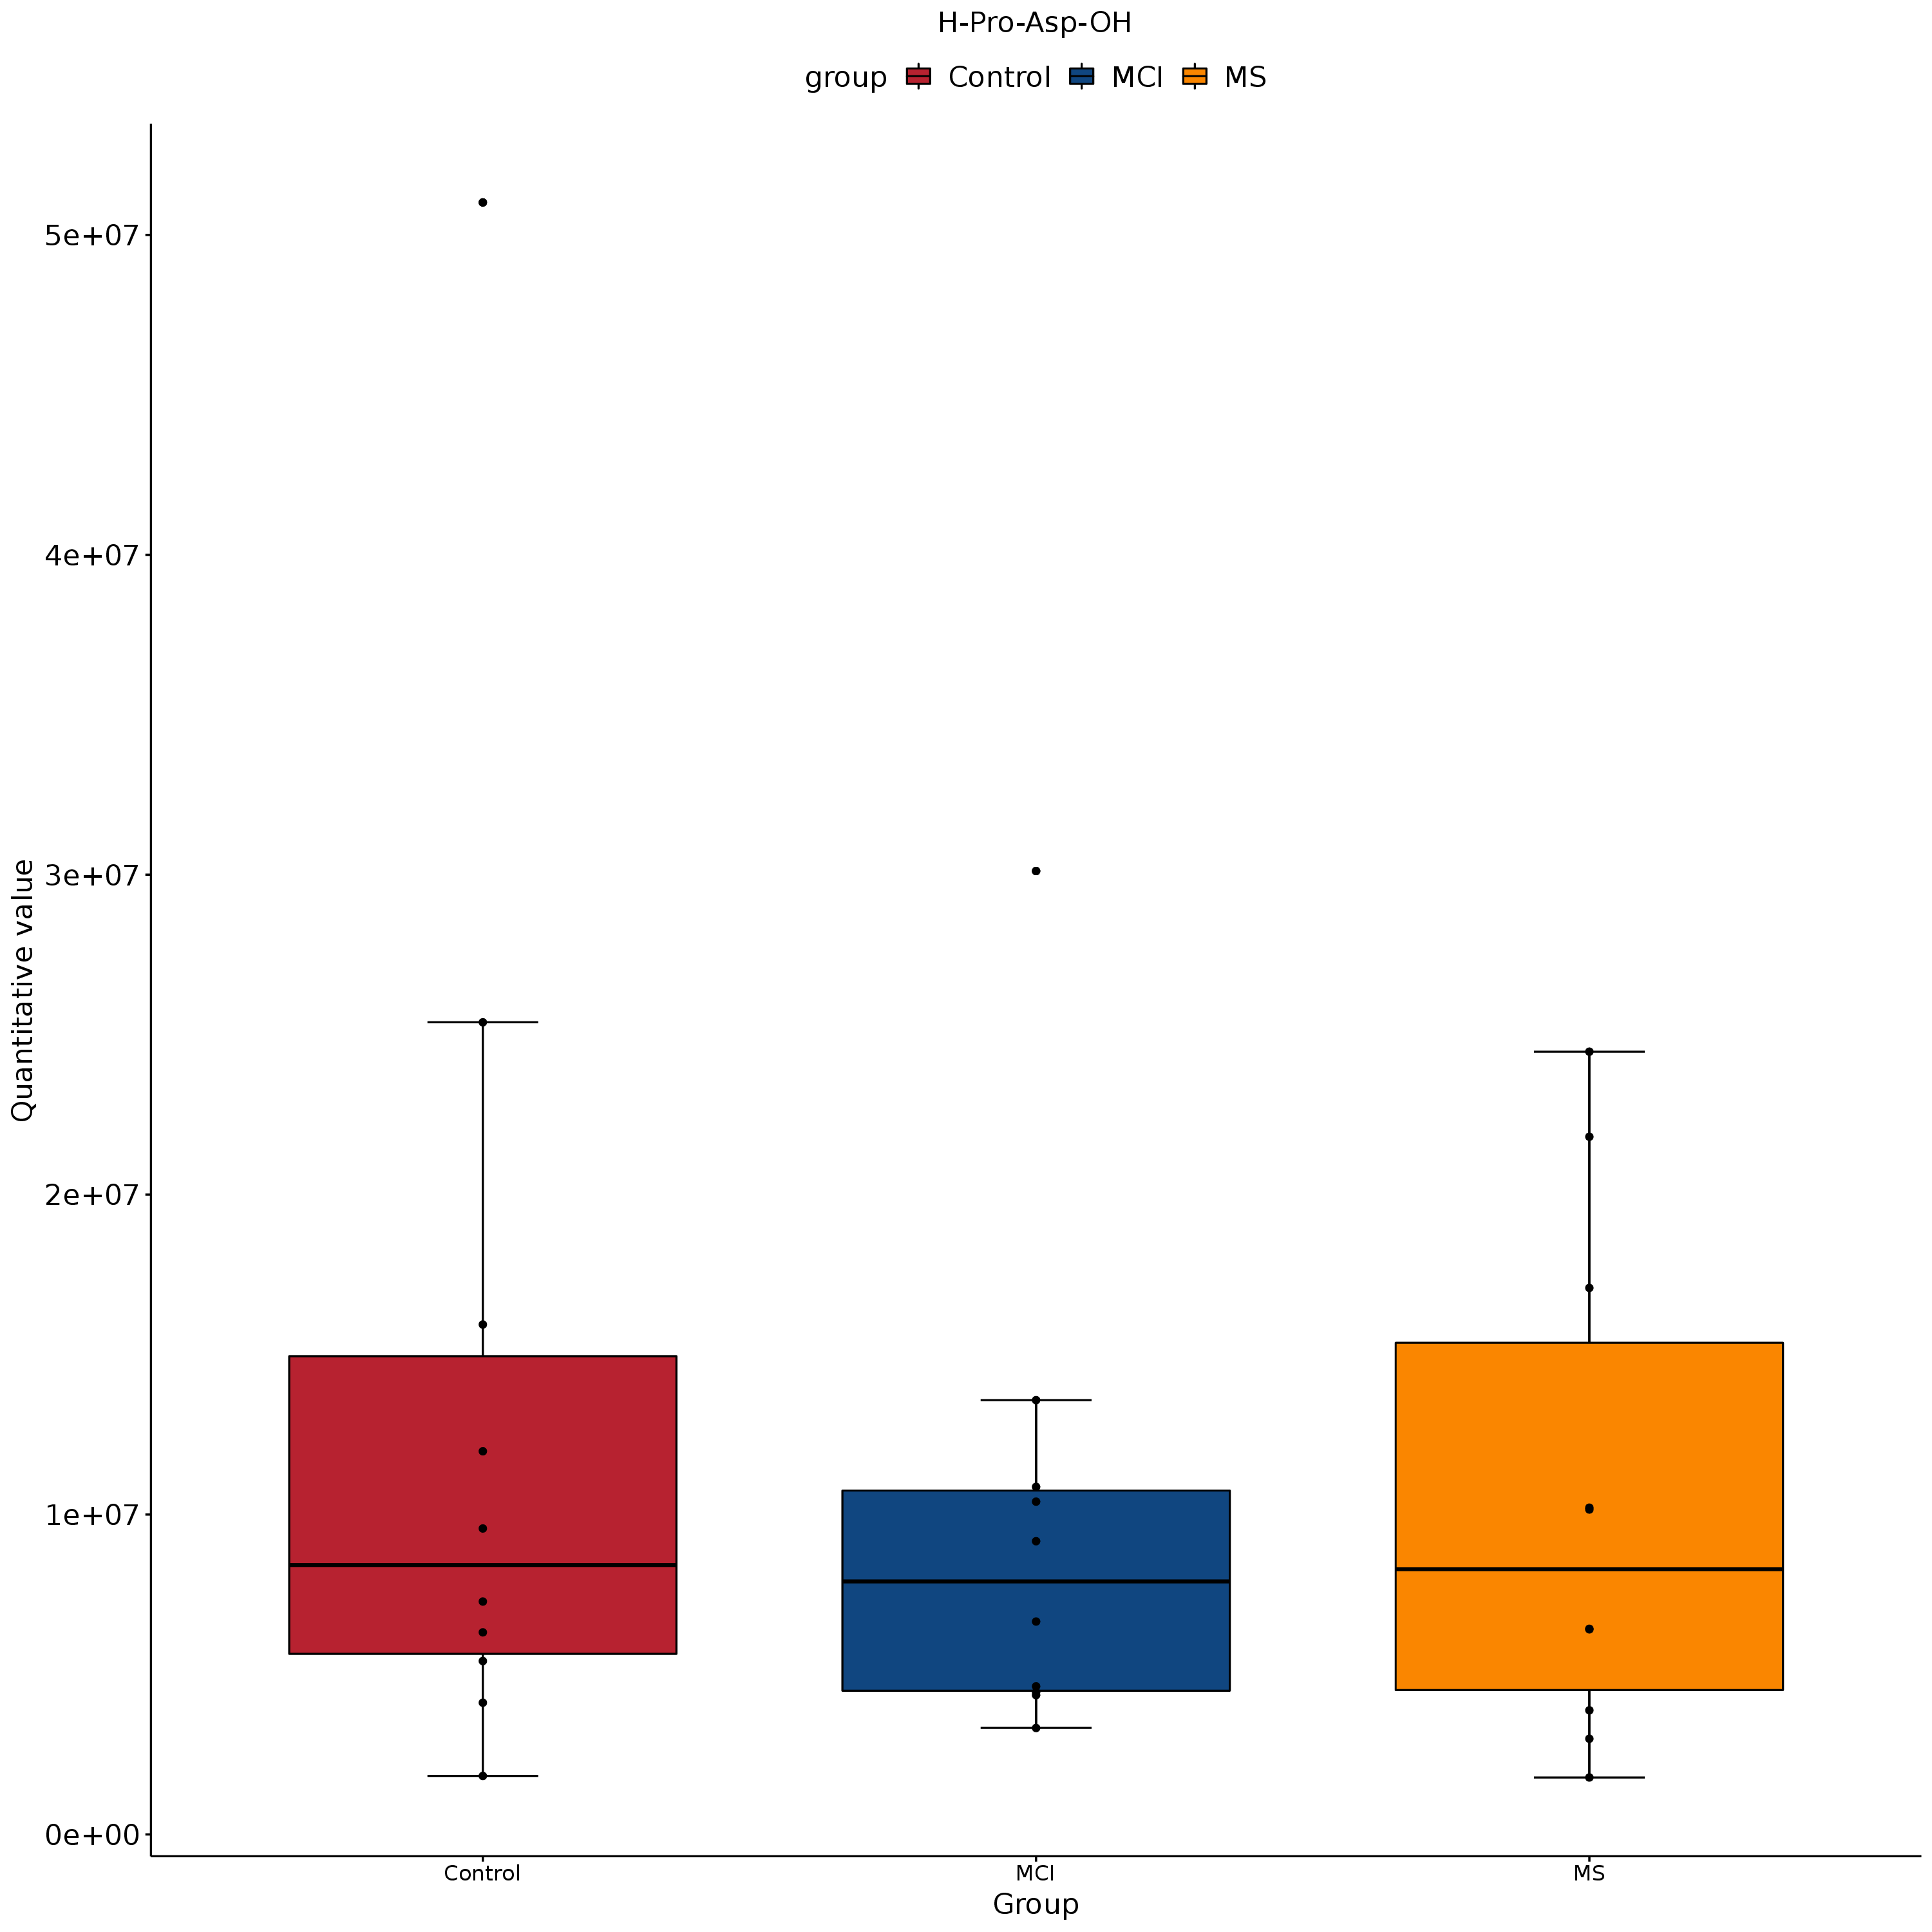 H-Pro-Asp-OH
group Control MCI MS
5e+07
4e+07
3e+07
2e+07
1e+07
0e+00
Quantitative value
Control MCI MS
Group